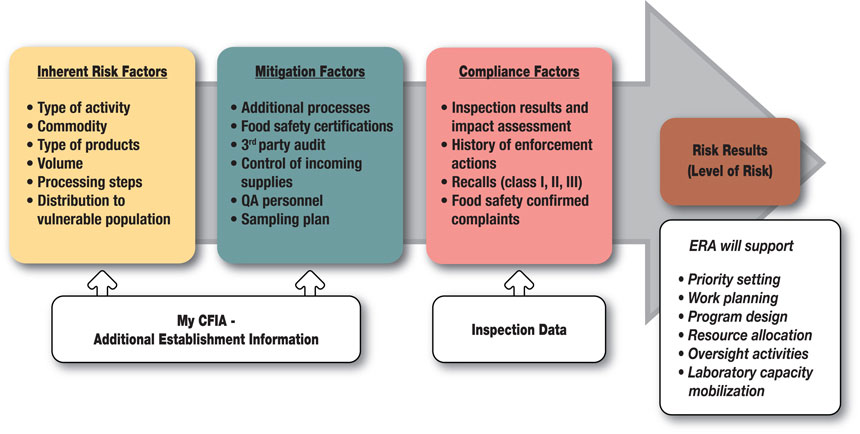 Inherent Risk Factors
• Type of activity
• Commodity
• Type of products
• Volume
• Processing steps
• Distribution to
vulnerable population
Mitigation Factors
• Additional processes
• Food safety certifications
• 3rd party audit
• Control of incoming
supplies
• QA personnel
• Sampling plan
Compliance Factors
• Inspection results and
impact assessment
• History of enforcement
actions
• Recalls (class I, II, III)
• Food safety confirmed
complaints
Risk Results
(Level of Risk)
My CFIA -
Additional Establishment Information
Inspection Data
ERA will support
• Priority setting
• Work planning
• Program design
• Resource allocation
• Oversight activities
• Laboratory capacity
mobilization